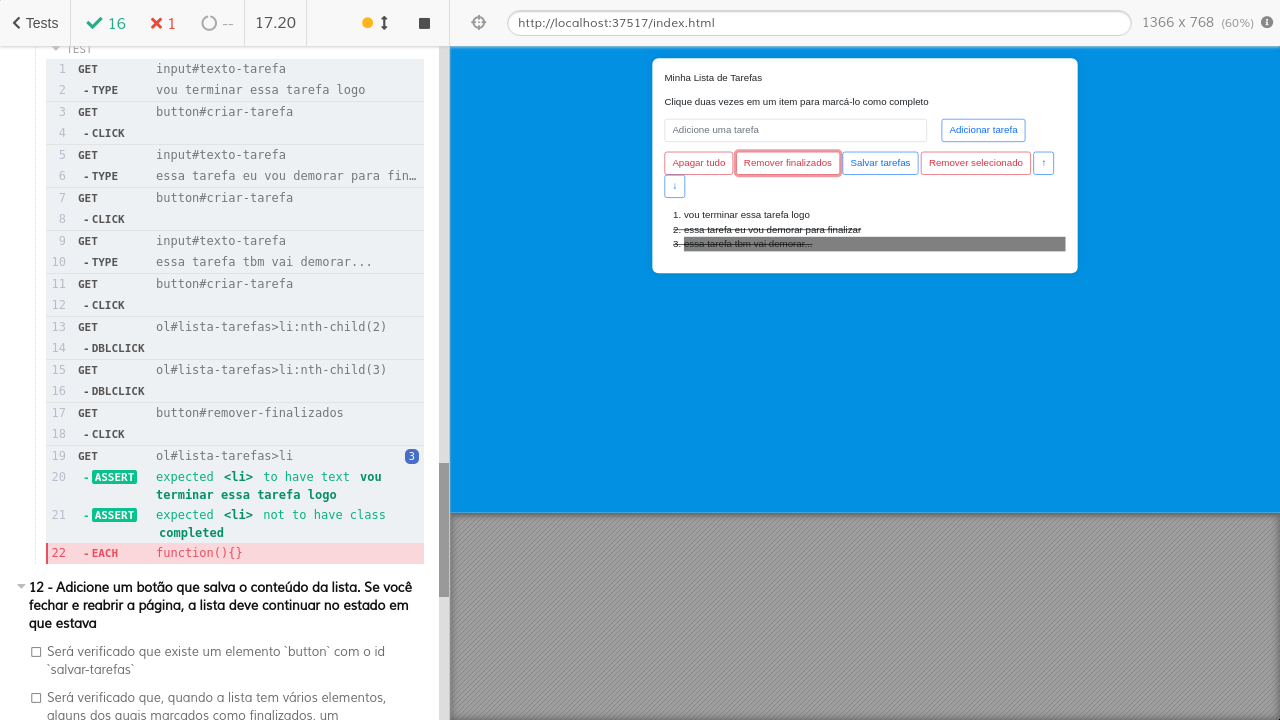 Tests
16
1
--
17.20
http://localhost:37517/index.html
1366 x 768 (60%)
TEST
1 GET input#texto-tarefa
2 -TYPE vou terminar essa tarefa logo
3 GET button#criar-tarefa
4 -CLICK
5 GET input#texto-tarefa
6 -TYPE essa tarefa eu vou demorar para fin…
7 GET button#criar-tarefa
8 -CLICK
9 GET input#texto-tarefa
10 -TYPE essa tarefa tbm vai demorar...
11 GET button#criar-tarefa
12 -CLICK
13 GET ol#lista-tarefas>li:nth-child(2)
14 -DBLCLICK
15 GET ol#lista-tarefas>li:nth-child(3)
16 -DBLCLICK
17 GET button#remover-finalizados
18 -CLICK
19 GET ol#lista-tarefas>li 3
20 -ASSERT expected <li> to have text vou
terminar essa tarefa logo
21 -ASSERT expected <li> not to have class
completed
22 -EACH function(){}
12 - Adicione um botão que salva o conteúdo da lista. Se você
fechar e reabrir a página, a lista deve continuar no estado em
que estava
Será verificado que existe um elemento `button` com o id
`salvar-tarefas`
Será verificado que, quando a lista tem vários elementos,
alguns dos quais marcados como finalizados, um
Minha Lista de Tarefas
Clique duas vezes em um item para marcá-lo como completo
Adicione uma tarefa
Adicionar tarefa
Apagar tudo
Remover finalizados
Salvar tarefas
Remover selecionado
↑
↓
1. vou terminar essa tarefa logo
2. essa tarefa eu vou demorar para finalizar
3. essa tarefa tbm vai demorar...